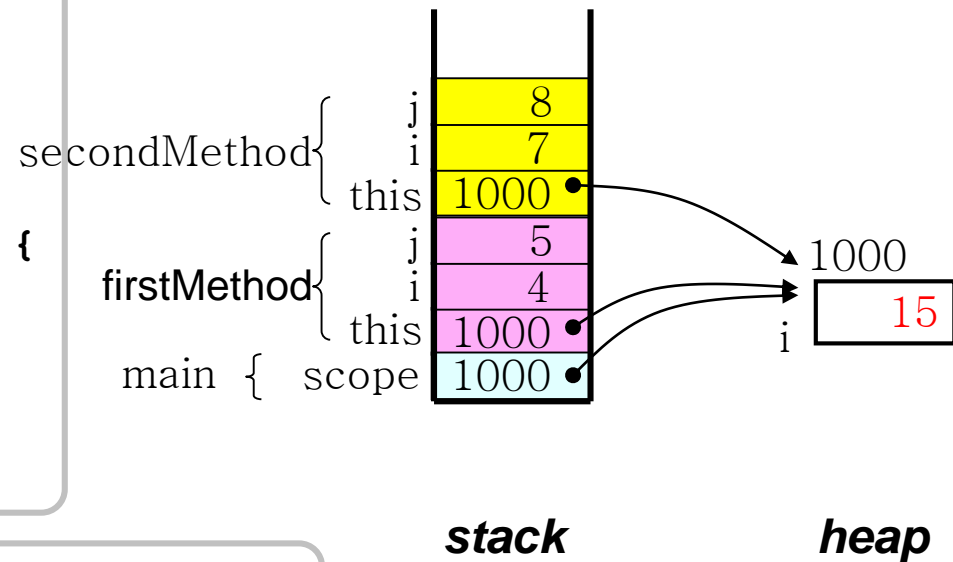 j 8
secondMethod{ i 7
this 1000
{ j 5 1000
firstMethod{ i 4 15
this 1000 i
main { scope 1000
stack heap